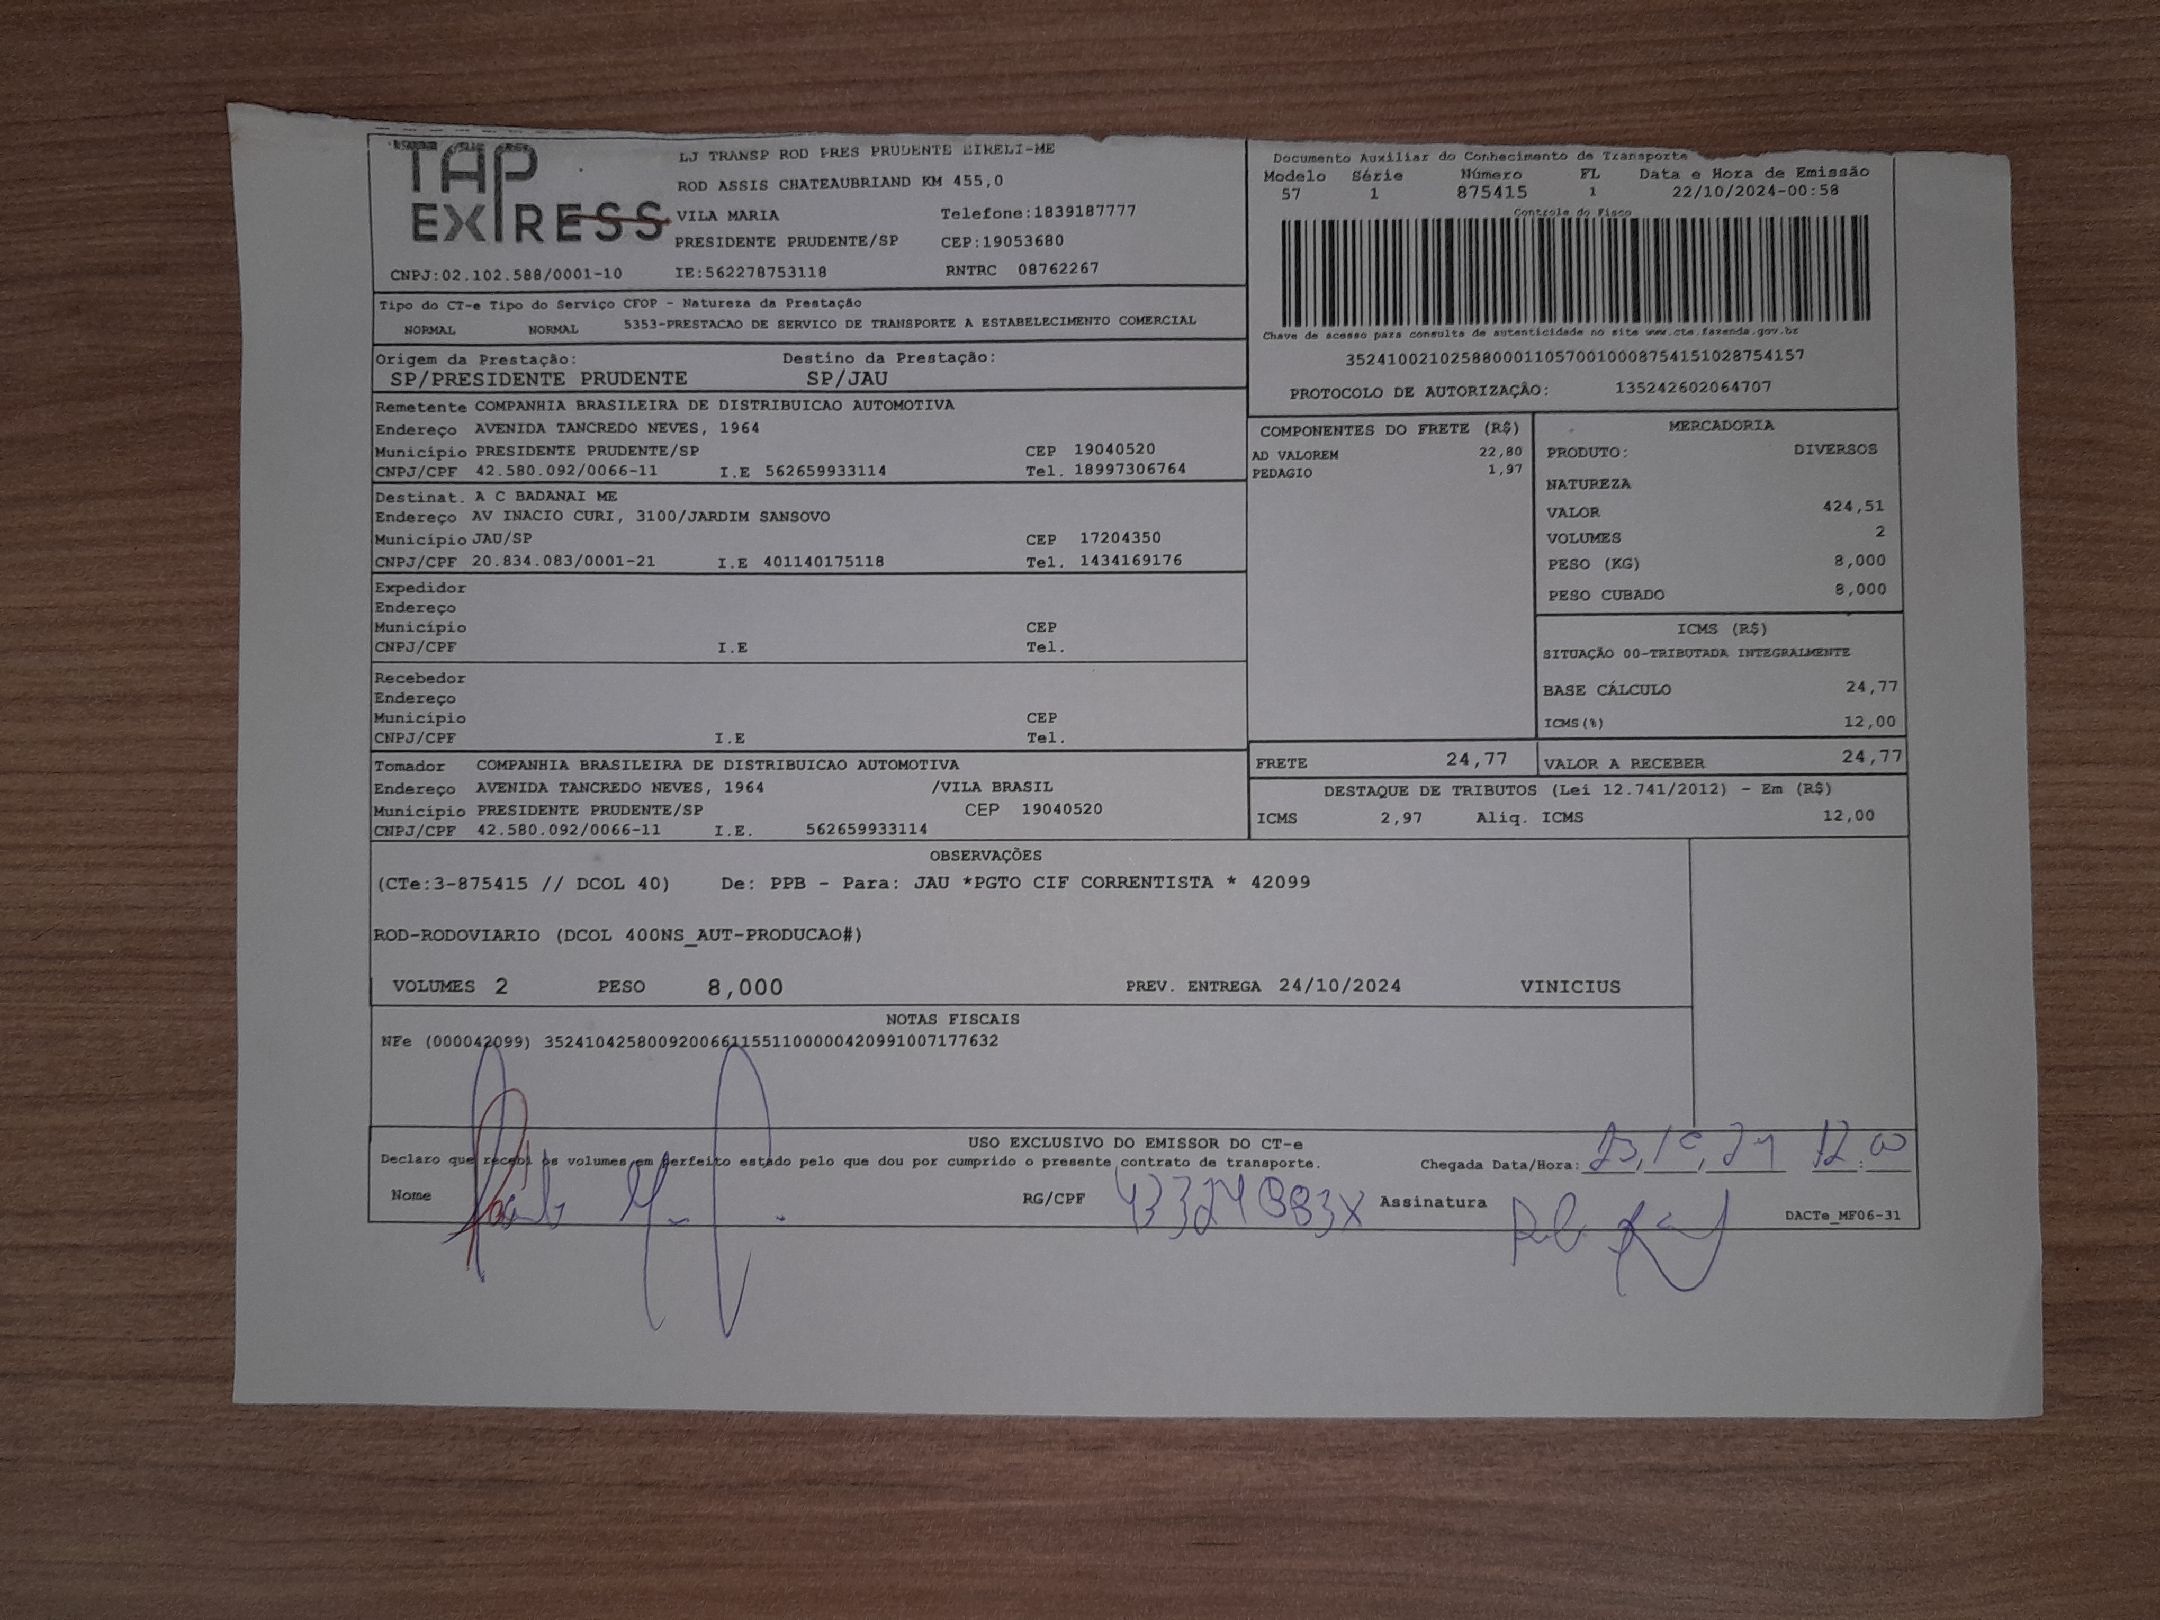 TAP
EXPRESS
LJ TRANSP ROD PRES PRUDENTE EIRELI-ME
ROD ASSIS CHATEAUBRIAND KM 455,0
VILA MARIA Telefone:1839187777
PRESIDENTE PRUDENTE/SP CEP:19053680
CNPJ:02.102.588/0001-10 IE:562278753118 RNTRC 08762267
Documento Auxiliar do Conhecimento de Transporte
Modelo Série Número FL Data e Hora de Emissão
57 1 875415 1 22/10/2024-00:58
Controle do Fisco
Chave de acesso para consulta de autenticidade no site www.cte.fazenda.gov.br
35241002102588000110570010008754151028754157
PROTOCOLO DE AUTORIZAÇÃO: 135242602064707
Tipo do CT-e Tipo do Serviço CFOP - Natureza da Prestação
NORMAL NORMAL 5353-PRESTACAO DE SERVICO DE TRANSPORTE A ESTABELECIMENTO COMERCIAL
Origem da Prestação: Destino da Prestação:
SP/PRESIDENTE PRUDENTE SP/JAU
Remetente COMPANHIA BRASILEIRA DE DISTRIBUICAO AUTOMOTIVA
Endereço AVENIDA TANCREDO NEVES, 1964
Município PRESIDENTE PRUDENTE/SP CEP 19040520
CNPJ/CPF 42.580.092/0066-11 I.E 562659933114 Tel. 18997306764
Destinat. A C BADANAI ME
Endereço AV INACIO CURI, 3100/JARDIM SANSOVO
Município JAU/SP CEP 17204350
CNPJ/CPF 20.834.083/0001-21 I.E 401140175118 Tel. 1434169176
Expedidor
Endereço
Município CEP
CNPJ/CPF I.E Tel.
Recebedor
Endereço
Município CEP
CNPJ/CPF I.E Tel.
Tomador COMPANHIA BRASILEIRA DE DISTRIBUICAO AUTOMOTIVA
Endereço AVENIDA TANCREDO NEVES, 1964 /VILA BRASIL
Município PRESIDENTE PRUDENTE/SP CEP 19040520
CNPJ/CPF 42.580.092/0066-11 I.E. 562659933114
COMPONENTES DO FRETE (R$)
AD VALOREM 22,80
PEDAGIO 1,97
MERCADORIA
PRODUTO: DIVERSOS
NATUREZA
VALOR 424,51
VOLUMES 2
PESO (KG) 8,000
PESO CUBADO 8,000
ICMS (R$)
SITUAÇÃO 00-TRIBUTADA INTEGRALMENTE
BASE CÁLCULO 24,77
ICMS(%) 12,00
FRETE 24,77 VALOR A RECEBER 24,77
DESTAQUE DE TRIBUTOS (Lei 12.741/2012) - Em (R$)
ICMS 2,97 Aliq. ICMS 12,00
OBSERVAÇÕES
(CTe:3-875415 // DCOL 40) De: PPB - Para: JAU *PGTO CIF CORRENTISTA * 42099
ROD-RODOVIARIO (DCOL 400NS_AUT-PRODUCAO#)
VOLUMES 2 PESO 8,000 PREV. ENTREGA 24/10/2024 VINICIUS
NOTAS FISCAIS
NFe (000042099) 35241042580092006611551100000420991007177632
USO EXCLUSIVO DO EMISSOR DO CT-e
Declaro que recebi os volumes em perfeito estado pelo que dou por cumprido o presente contrato de transporte. Chegada Data/Hora: 23,10,24 12:00
Nome RG/CPF Assinatura
DACTe_MF06-31